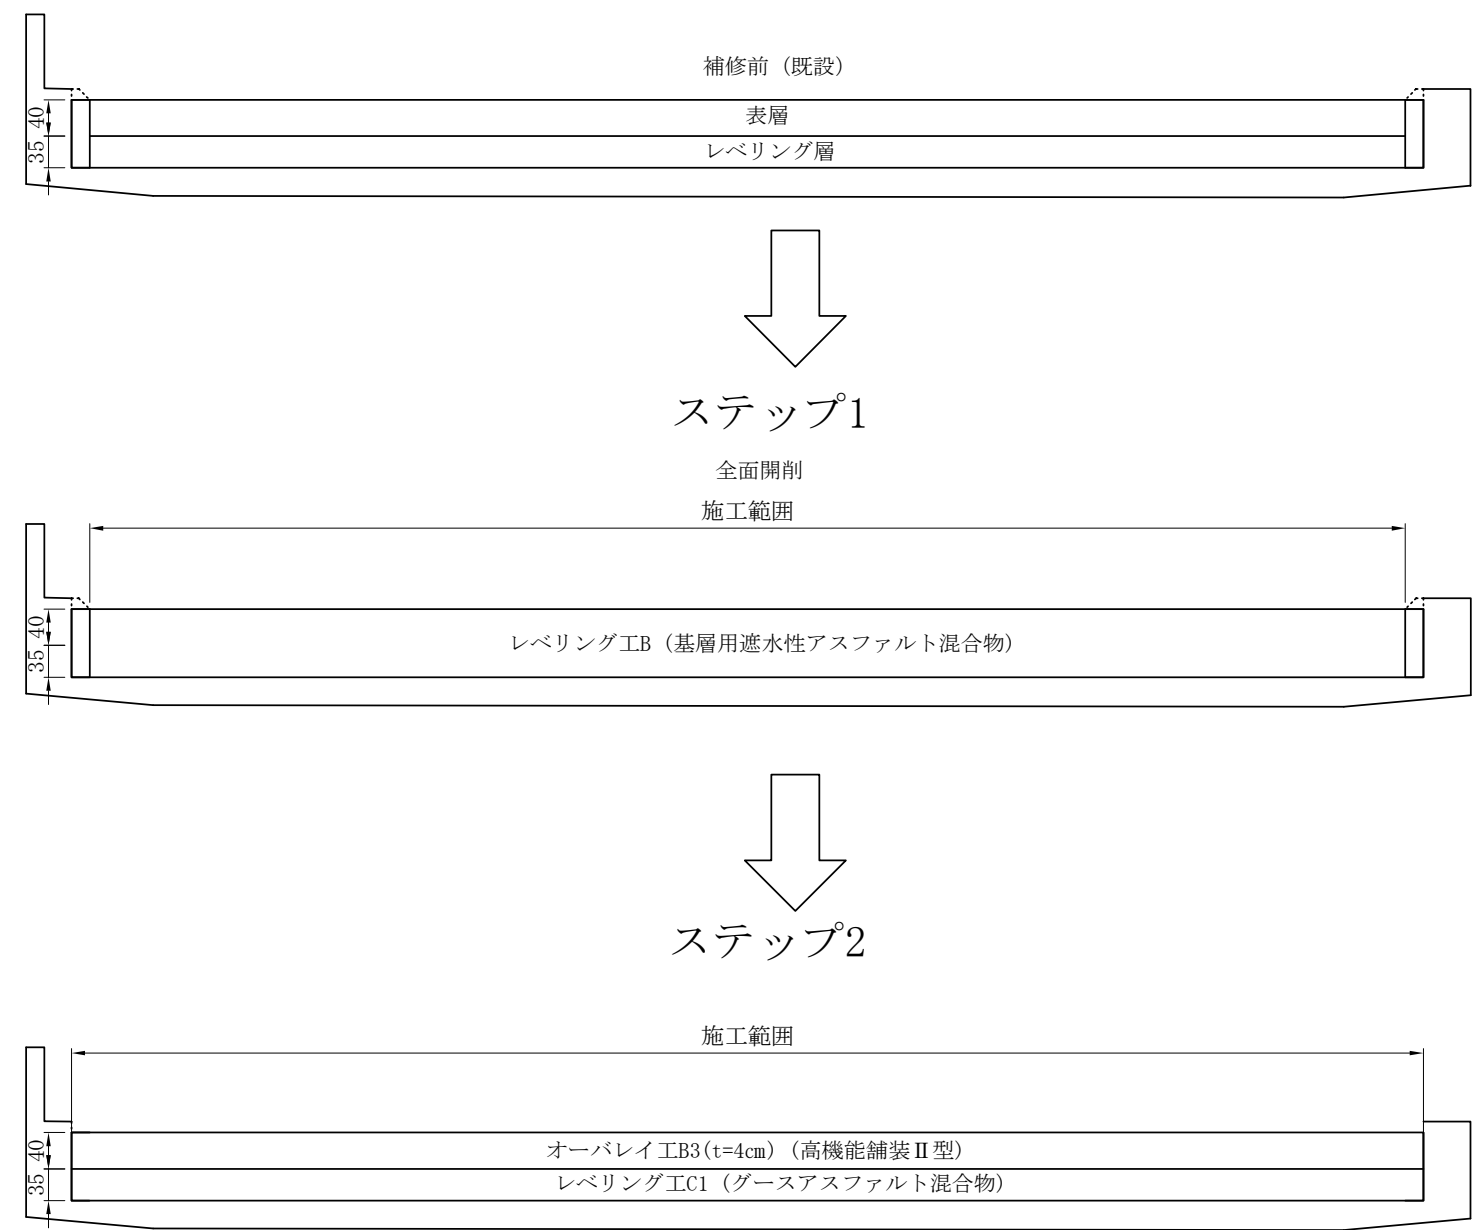 補修前（既設）
40
表層
35
レベリング層
ステップ1
全面開削
施工範囲
40
35
レベリング工B（基層用遮水性アスファルト混合物）
ステップ2
施工範囲
40
オーバレイ工B3(t=4cm)（高機能舗装Ⅱ型）
35
レベリング工C1（グースアスファルト混合物）